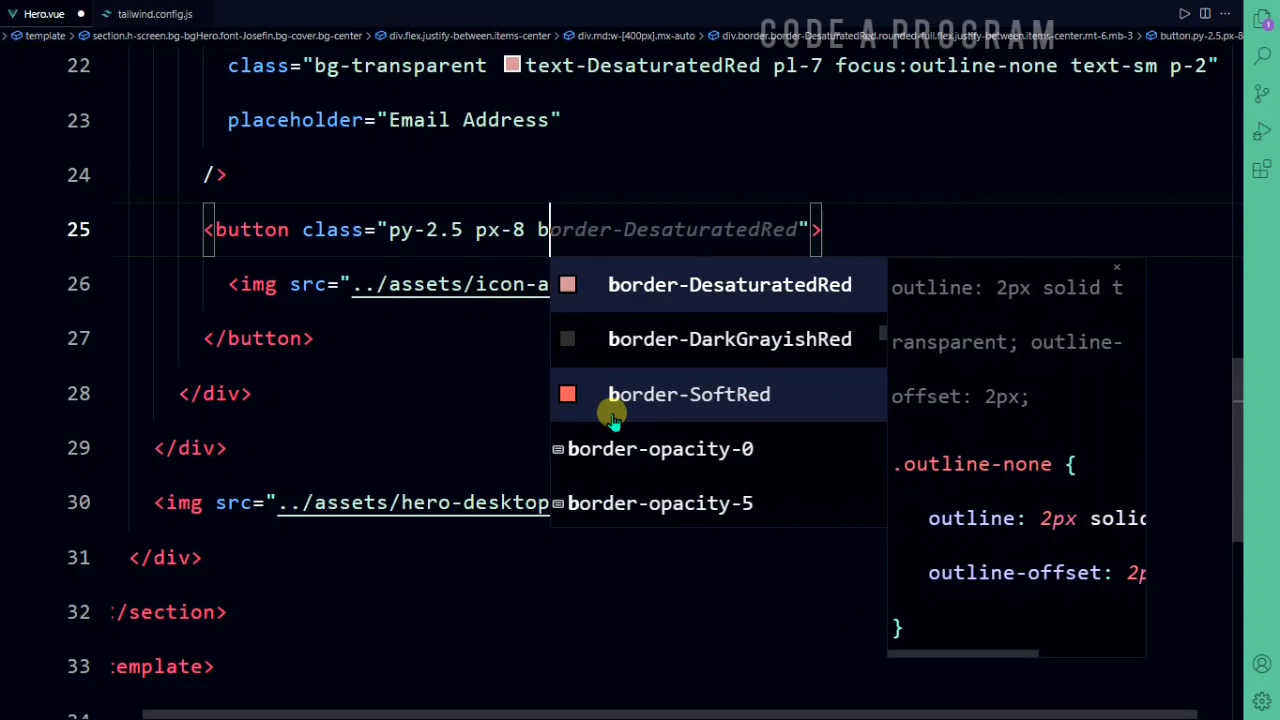 Hero.vue
tailwind.config.js
template
section.h-screen.bg-bgHero.font-Josefin.bg-cover.bg-center
div.flex.justify-between.items-center
div.md:w-[400px].mx-auto
div.border.border-DesaturatedRed.rounded-full.flex.justify-between.items-center.mt-6.mb-3
button.py-2.5.px-8
CODE A PROGRAM
22 class="bg-transparent text-DesaturatedRed pl-7 focus:outline-none text-sm p-2"
23 placeholder="Email Address"
24 />
25 <button class="py-2.5 px-8 border-DesaturatedRed">
26 <img src="../assets/icon-a
27 </button>
28 </div>
29 </div>
30 <img src="../assets/hero-desktop
31 </div>
32 /section>
33 emplate>
34
border-DesaturatedRed
border-DarkGrayishRed
border-SoftRed
border-opacity-0
border-opacity-5
outline: 2px solid t
ransparent; outline-
offset: 2px;
.outline-none {
outline: 2px solid
outline-offset: 2p
}
1